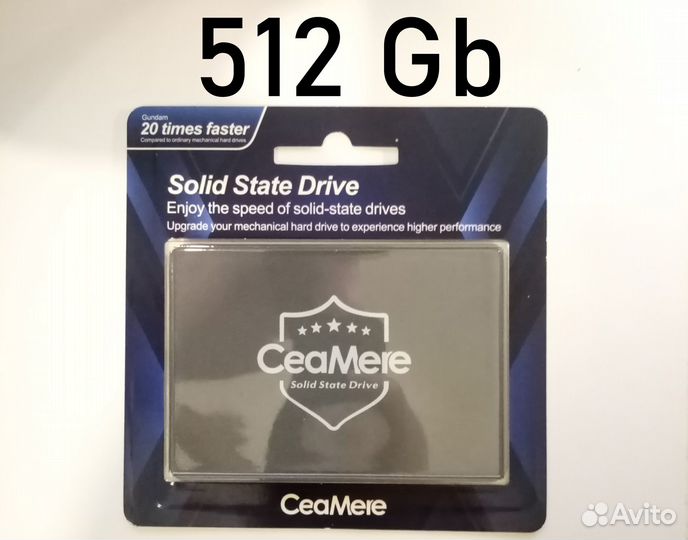 512 Gb
Gundam
20 times faster
Compared to ordinary mechanical hard drives
Solid State Drive
Enjoy the speed of solid-state drives
Upgrade your mechanical hard drive to experience higher performance
CeaMere
Solid State Drive
CeaMere
Avito